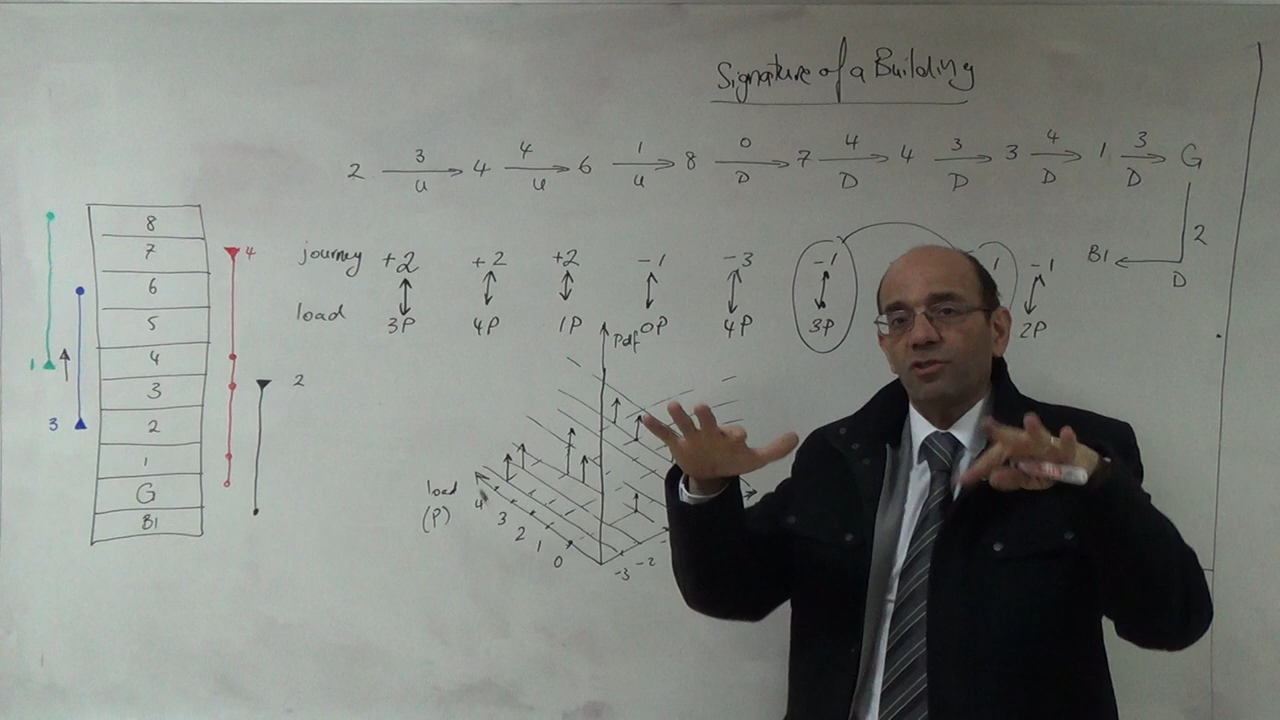 Signature of a Building
2 3 U 4 4 U 6 1 U 8 0 D 7 4 D 4 3 D 3 4 D 1 3 D G
2
B1 D
journey +2 +2 +2 -1 -3 -1 1 -1
load 3P 4P 1P 0P 4P 3P 2P
8
7 4
6
5
4
1
3 2
3 2
1
G
B1
Pdf
load
(P)
4 3 2 1 0 -3 -2